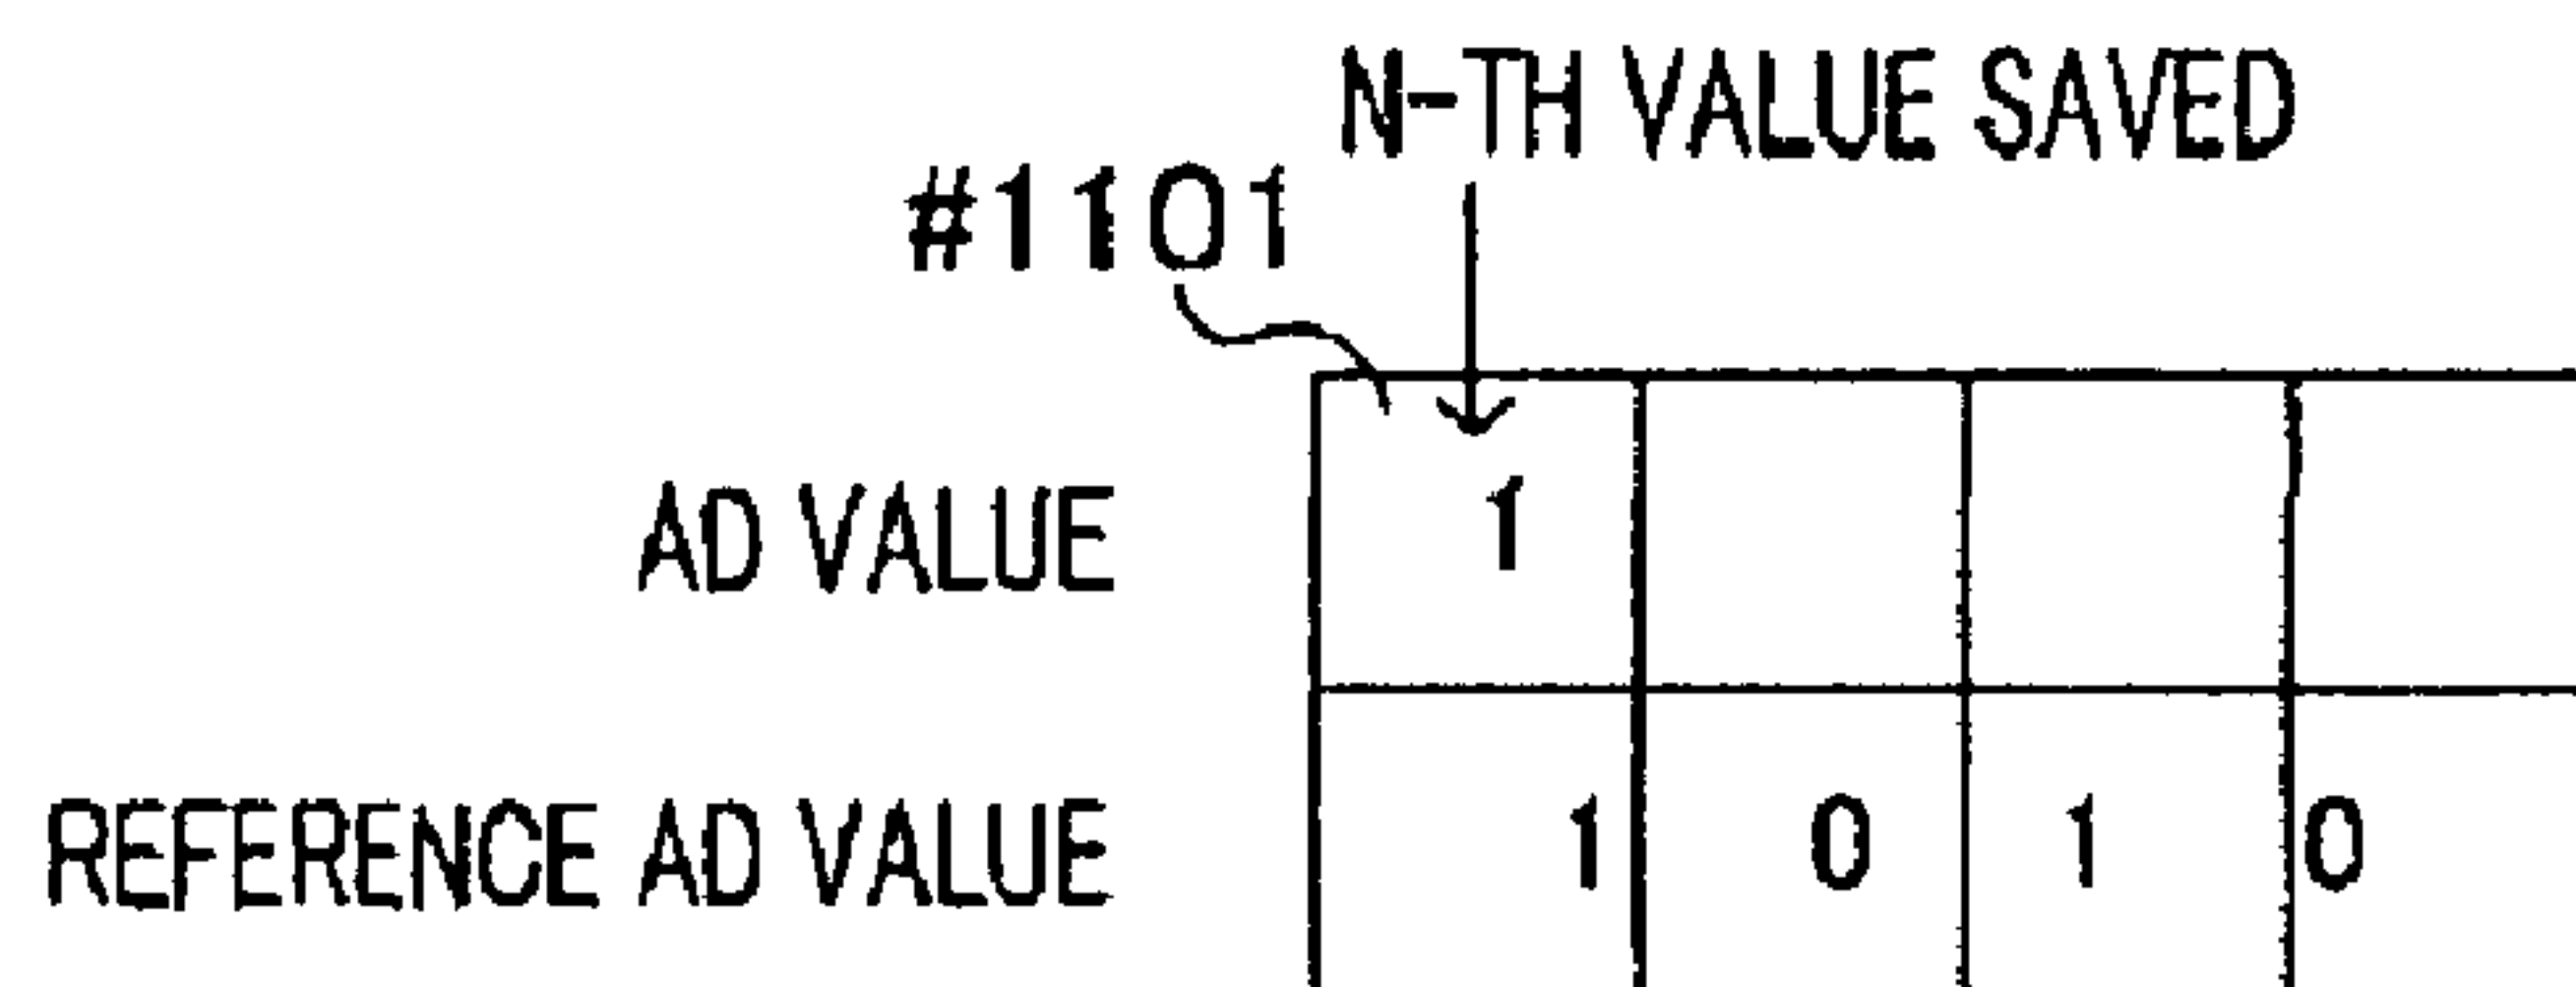 N-TH VALUE SAVED
#1101
AD VALUE 1
REFERENCE AD VALUE 1 0 1 0